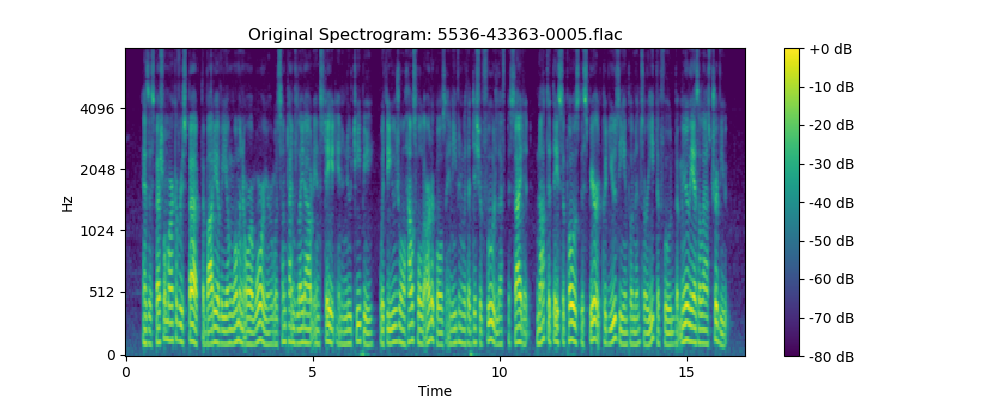 Original Spectrogram: 5536-43363-0005.flac
Hz
4096
2048
1024
512
0
0
5
10
15
Time
+0 dB
-10 dB
-20 dB
-30 dB
-40 dB
-50 dB
-60 dB
-70 dB
-80 dB